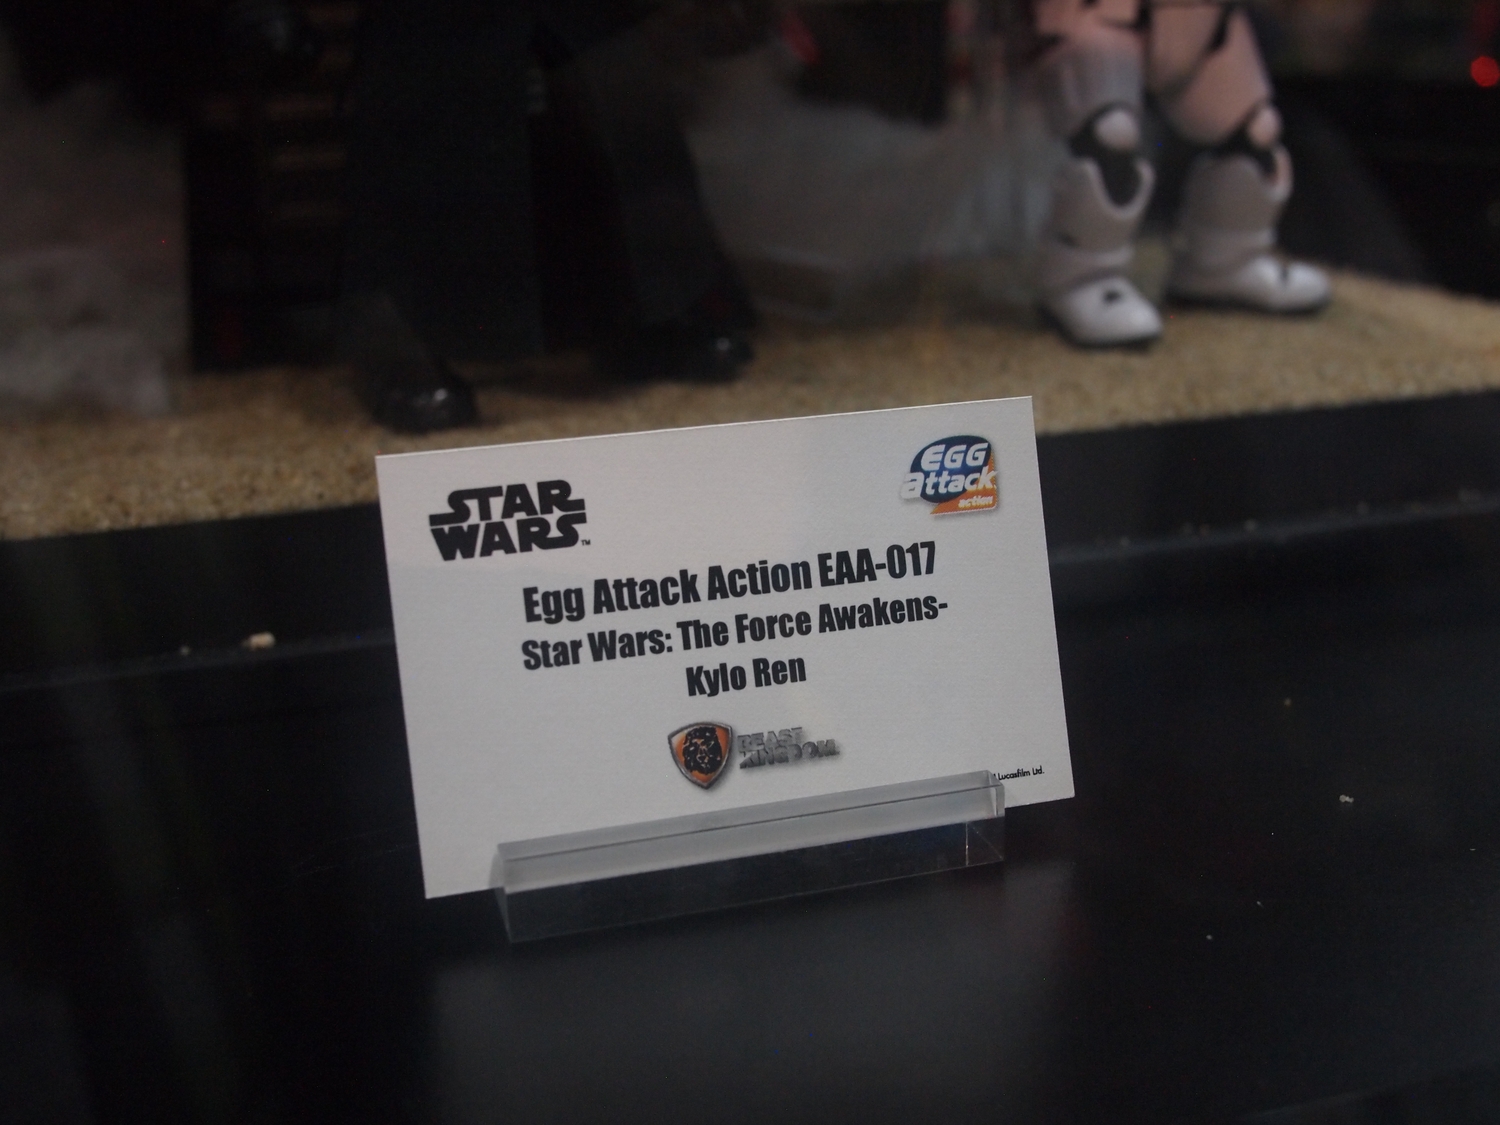 STAR
WARS™
EGG
attack
action
Egg Attack Action EAA-017
Star Wars: The Force Awakens-
Kylo Ren
BEAST
KINGDOM
Lucasfilm Ltd.